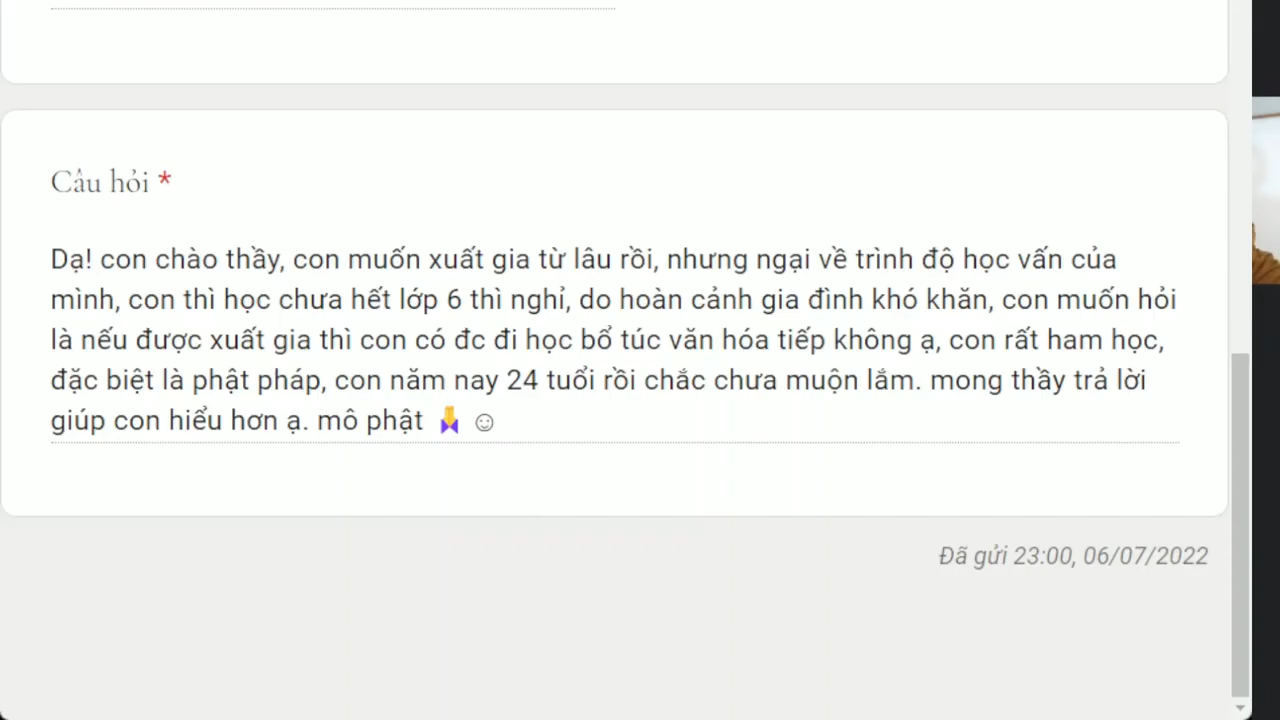 Câu hỏi *
Dạ! con chào thầy, con muốn xuất gia từ lâu rồi, nhưng ngại về trình độ học vấn của
mình, con thì học chưa hết lớp 6 thì nghỉ, do hoàn cảnh gia đình khó khăn, con muốn hỏi
là nếu được xuất gia thì con có đc đi học bổ túc văn hóa tiếp không ạ, con rất ham học,
đặc biệt là phật pháp, con năm nay 24 tuổi rồi chắc chưa muộn lắm. mong thầy trả lời
giúp con hiểu hơn ạ. mô phật 🙏 ☺
Đã gửi 23:00, 06/07/2022